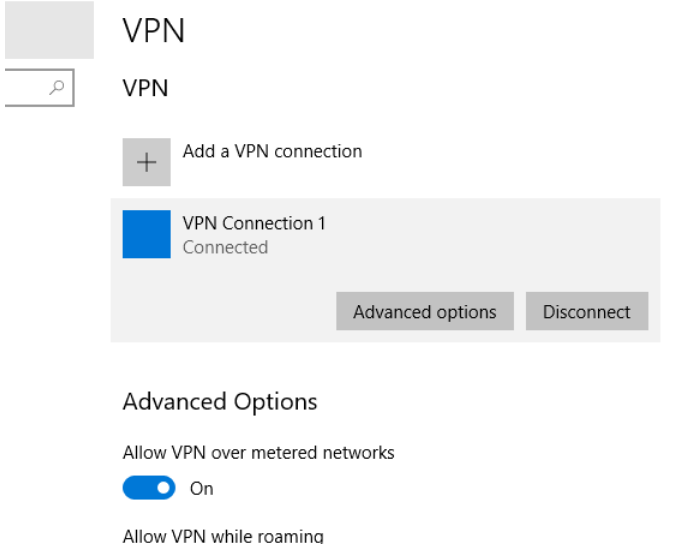 VPN
VPN
Add a VPN connection
VPN Connection 1
Connected
Advanced options Disconnect
Advanced Options
Allow VPN over metered networks
On
Allow VPN while roaming